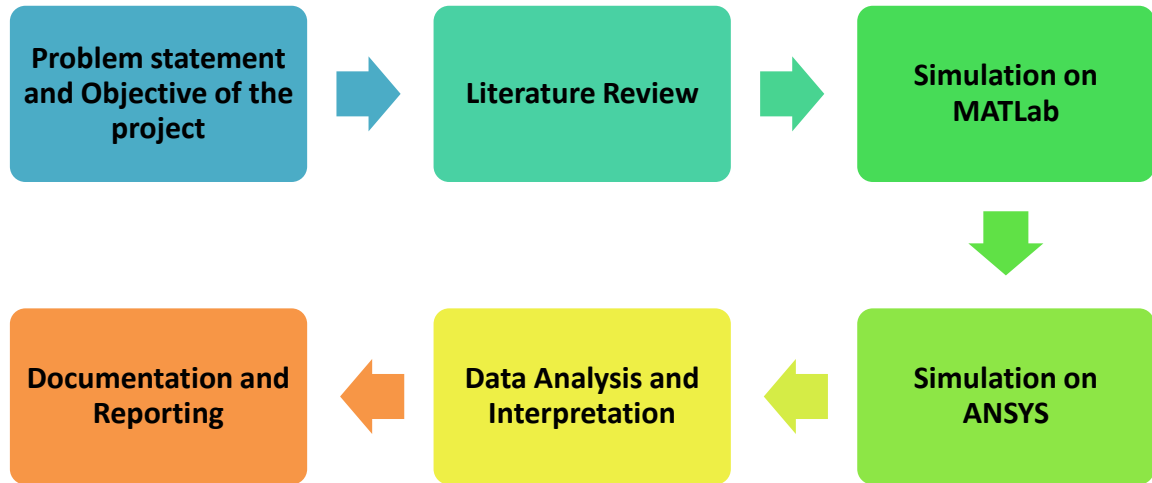 Problem statement
and Objective of the
project
Literature Review
Simulation on
MATLab
Simulation on
ANSYS
Data Analysis and
Interpretation
Documentation and
Reporting